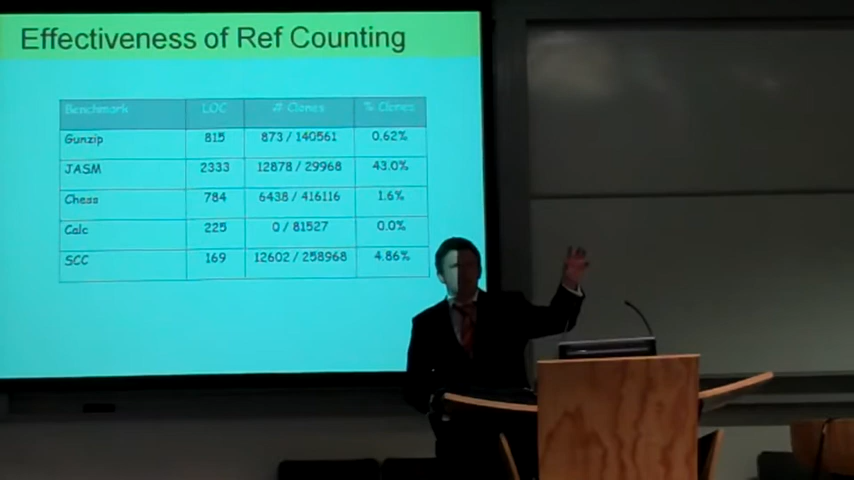 Effectiveness of Ref Counting
Benchmark LOC # Clones % Clones
Gunzip 815 873 / 140561 0.62%
JASM 2333 12878 / 29968 43.0%
Chess 784 6438 / 416116 1.6%
Calc 225 0 / 81527 0.0%
SCC 169 12602 / 258968 4.86%